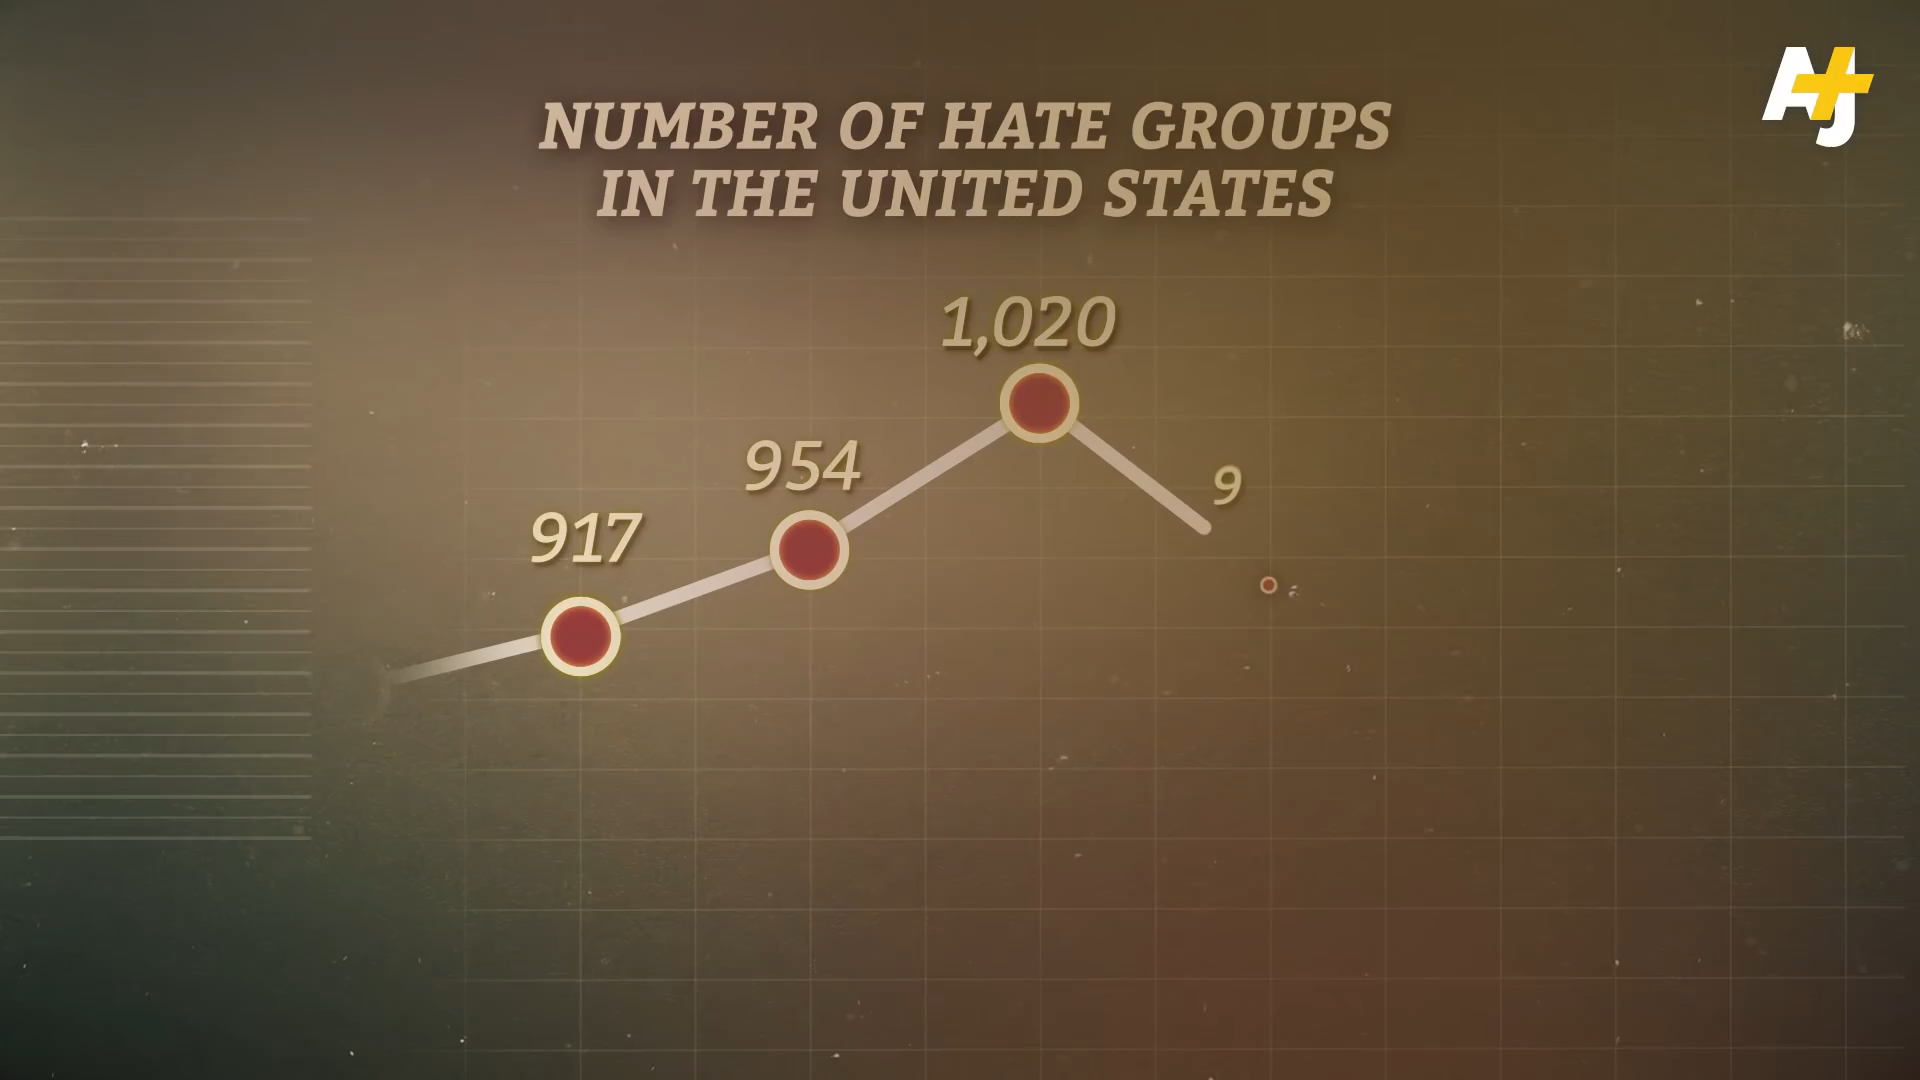 AJ+
NUMBER OF HATE GROUPS
IN THE UNITED STATES
1,020
954
917
9